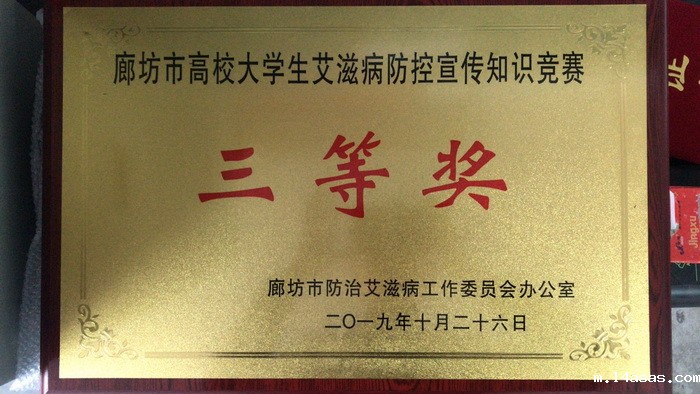 廊坊市高校大学生艾滋病防控宣传知识竞赛
三等奖
廊坊市防治艾滋病工作委员会办公室
二〇一九年十月二十六日
证
jingxu